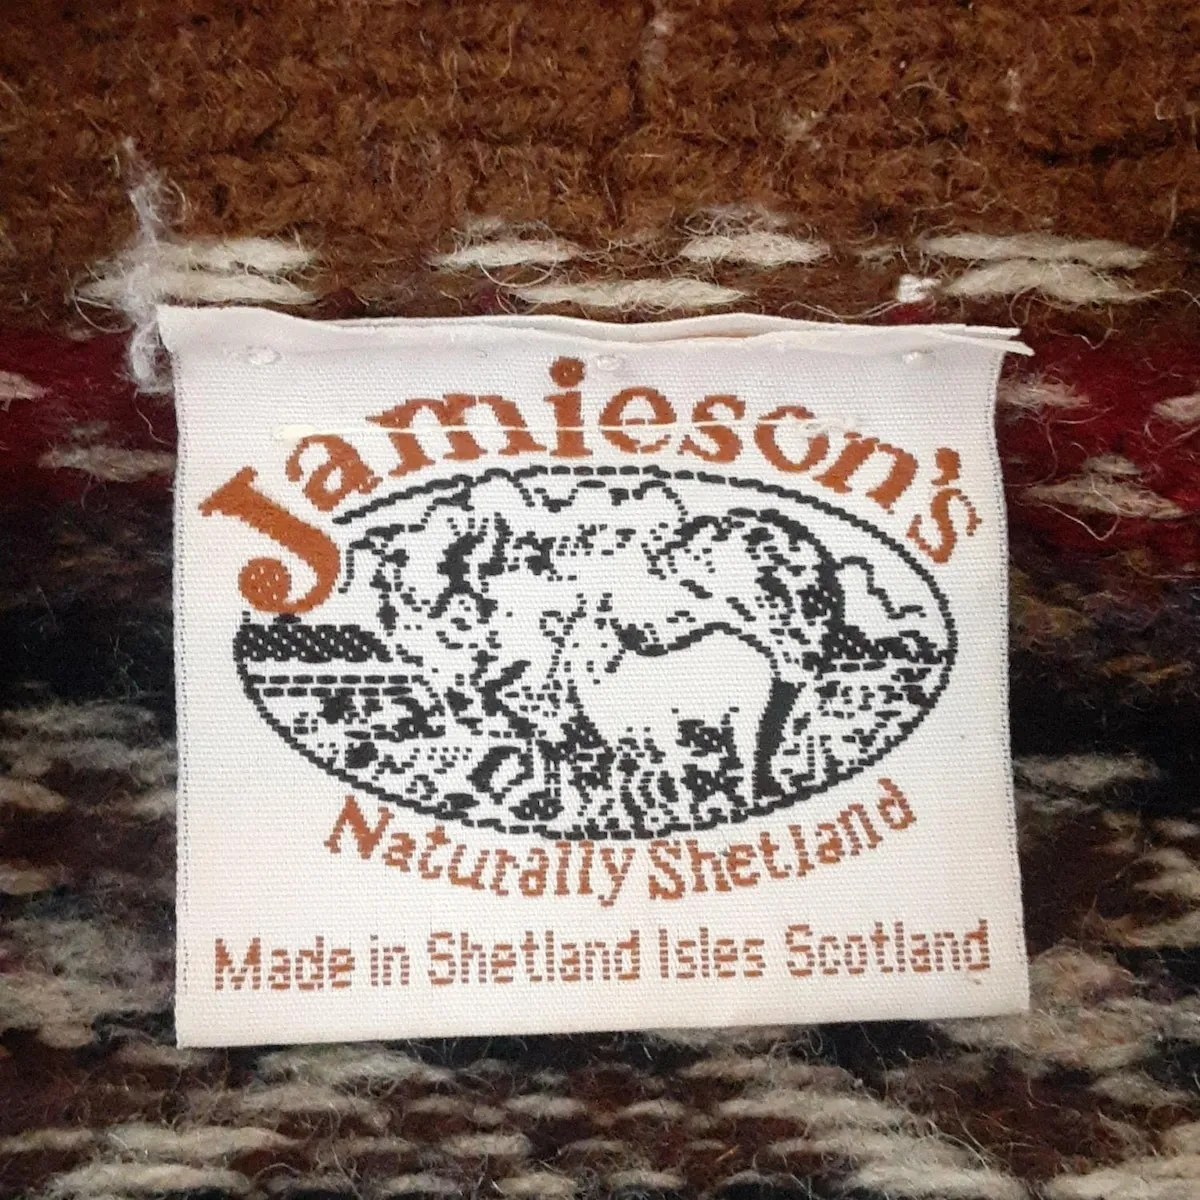 Jamieson's
Naturally Shetland
Made in Shetland Isles Scotland